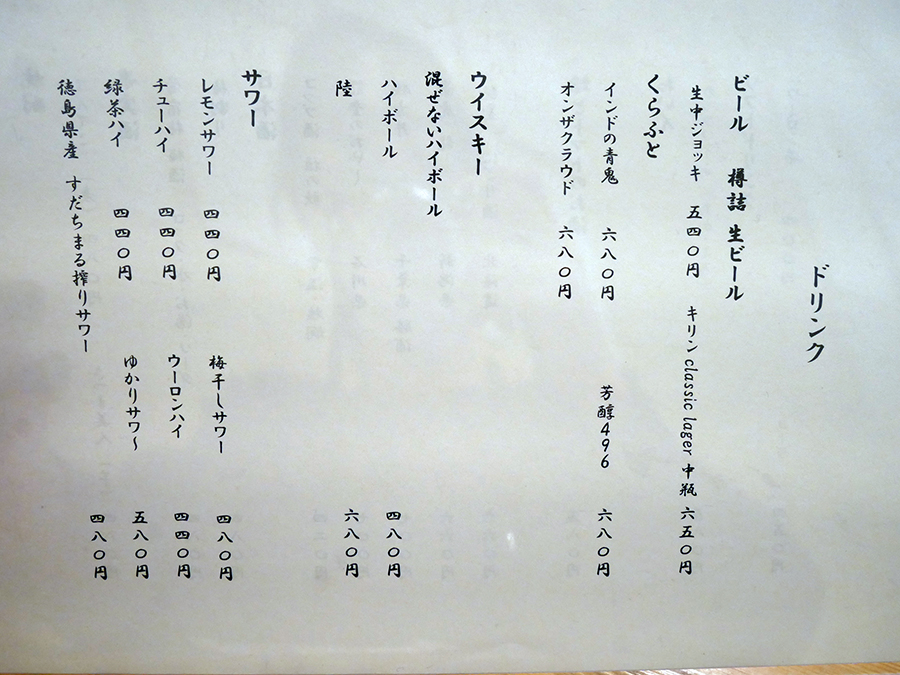 ドリンク
ビール 樽詰 生ビール
生中ジョッキ 五四〇円 キリン classic lager 中瓶 六五〇円
くらふと
インドの青鬼 六八〇円 芳醇496 六八〇円
オンザクラウド 六八〇円
ウイスキー
混ぜないハイボール
ハイボール 四八〇円
陸 六八〇円
サワー
レモンサワー 四四〇円 梅干しサワー 四八〇円
チューハイ 四四〇円 ウーロンハイ 四四〇円
緑茶ハイ 四四〇円 ゆかりサワ〜 五八〇円
徳島県産 すだちまる搾りサワー 四八〇円